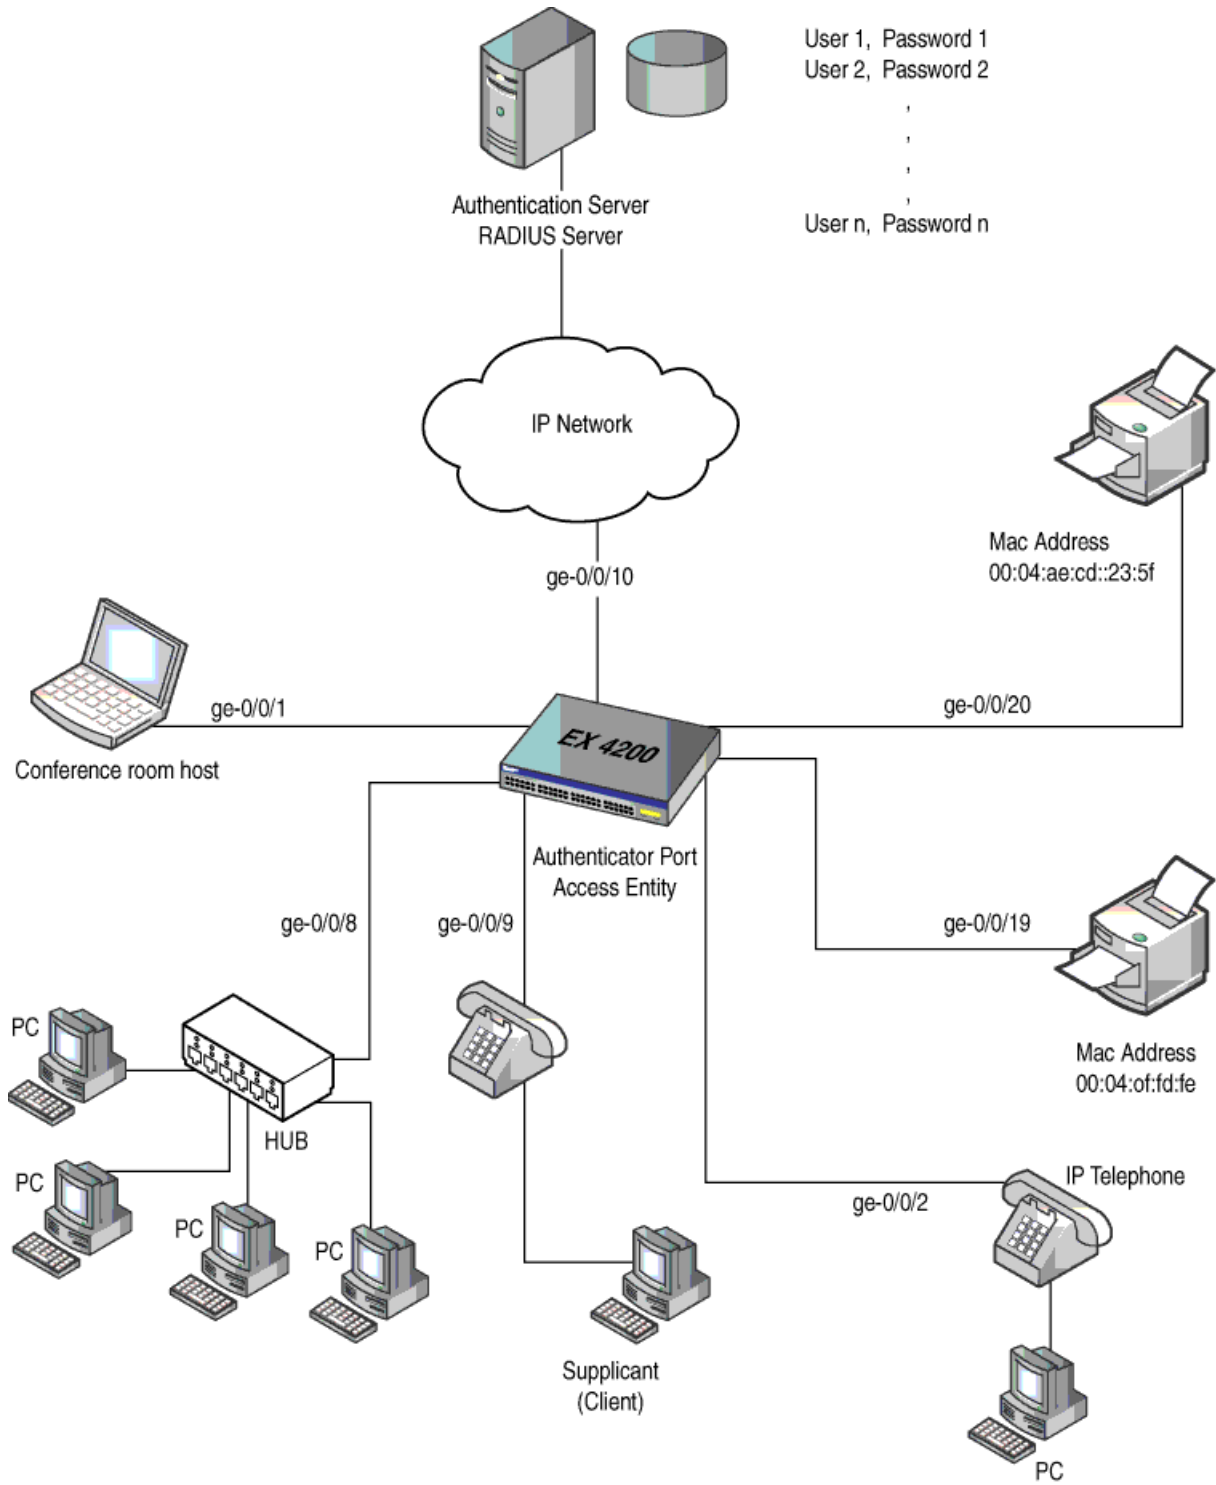 User 1, Password 1
User 2, Password 2
,
,
,
,
User n, Password n
Authentication Server
RADIUS Server
IP Network
Mac Address
00:04:ae:cd::23:5f
ge-0/0/10
ge-0/0/1
ge-0/0/20
EX 4200
Conference room host
Authenticator Port
Access Entity
ge-0/0/8
ge-0/0/9
ge-0/0/19
PC
Mac Address
00:04:of:fd:fe
HUB
PC
PC
PC
IP Telephone
ge-0/0/2
Supplicant
(Client)
PC